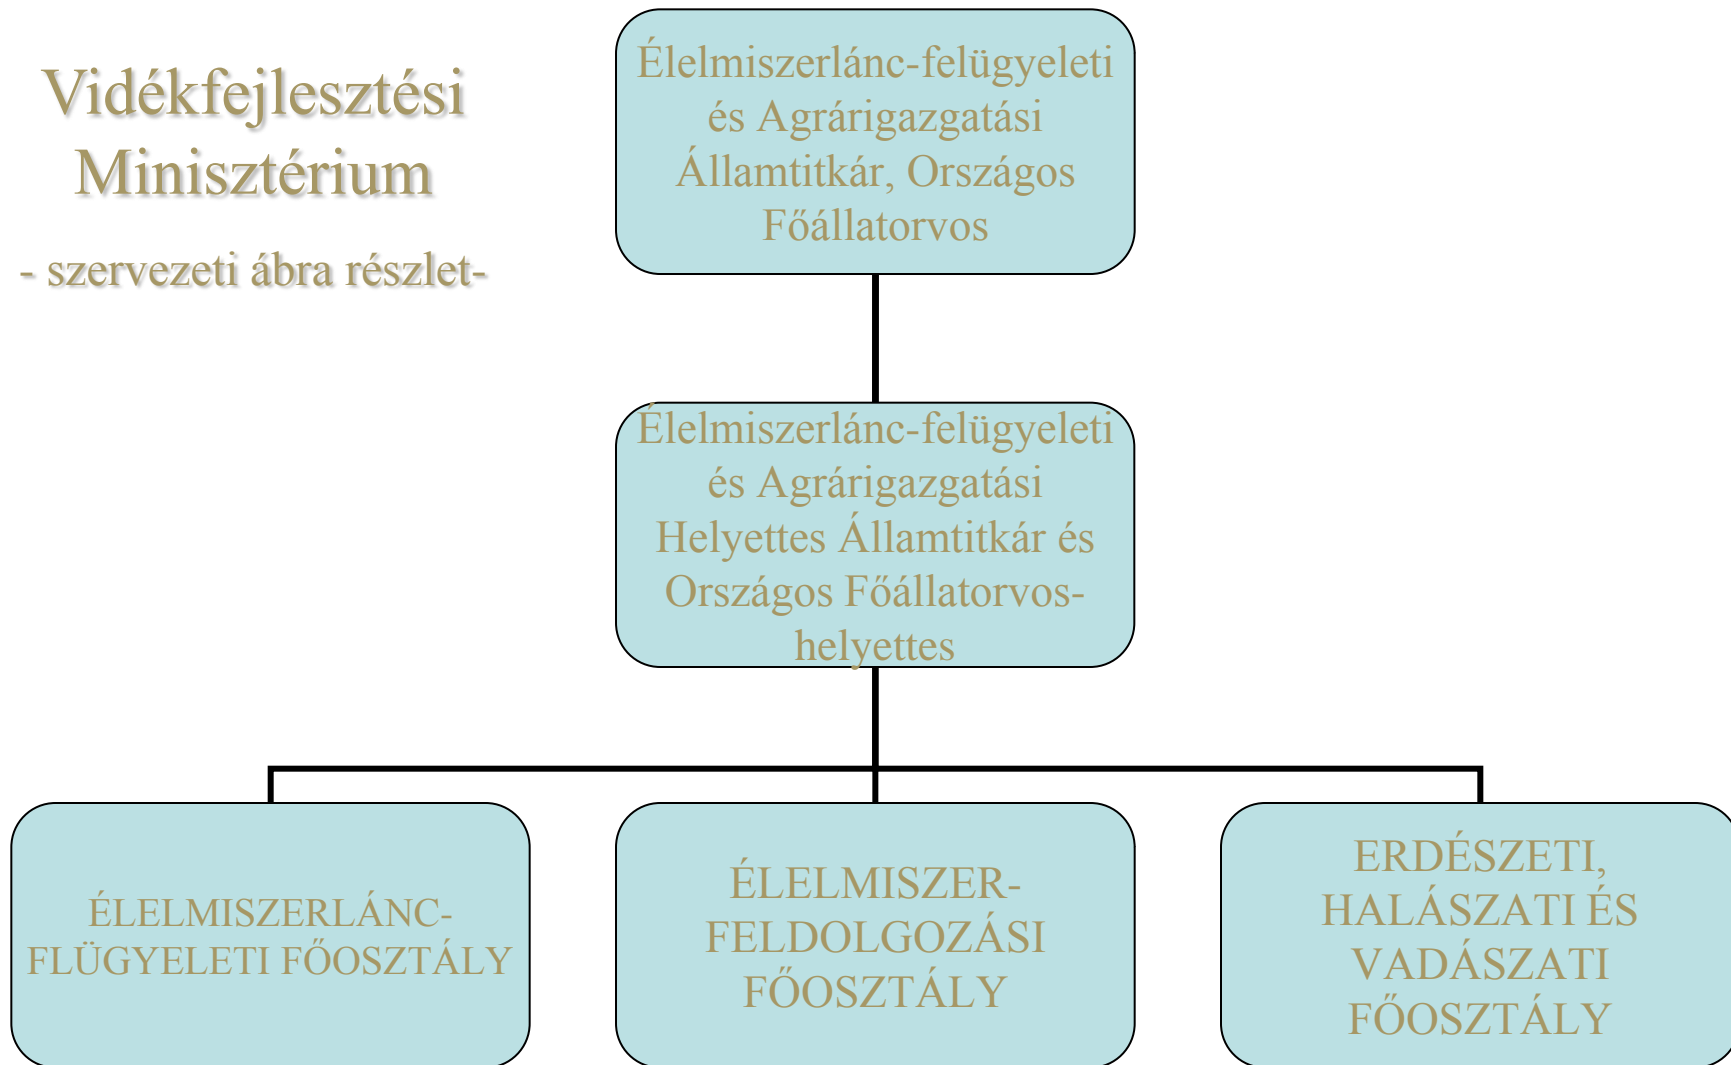 Vidékfejlesztési
Minisztérium
- szervezeti ábra részlet-
Élelmiszerlánc-felügyeleti
és Agrárigazgatási
Államtitkár, Országos
Főállatorvos
Élelmiszerlánc-felügyeleti
és Agrárigazgatási
Helyettes Államtitkár és
Országos Főállatorvos-
helyettes
ÉLELMISZERLÁNC-
FLÜGYELETI FŐOSZTÁLY
ÉLELMISZER-
FELDOLGOZÁSI
FŐOSZTÁLY
ERDÉSZETI,
HALÁSZATI ÉS
VADÁSZATI
FŐOSZTÁLY